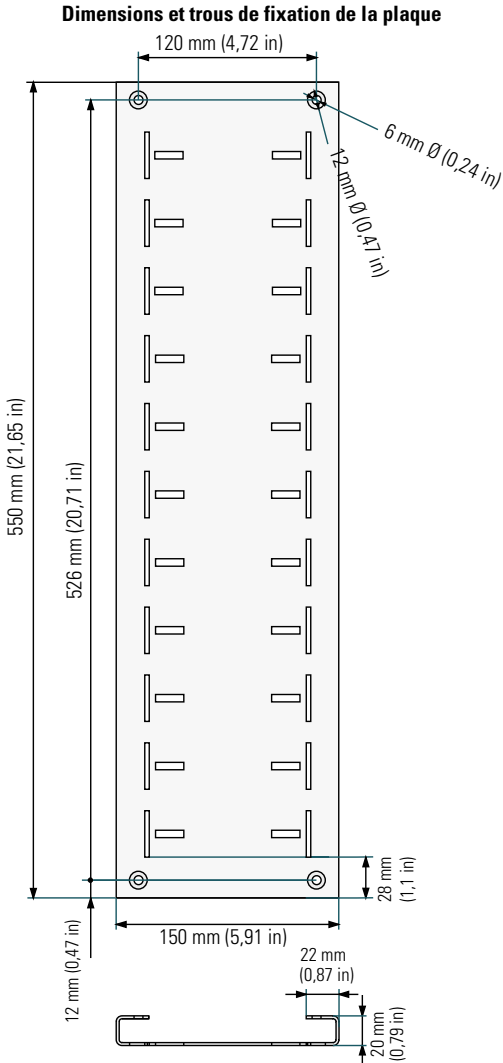 Dimensions et trous de fixation de la plaque
120 mm (4,72 in)
6 mm Ø (0,24 in)
12 mm Ø (0,47 in)
550 mm (21,65 in)
526 mm (20,71 in)
28 mm
(1,1 in)
12 mm (0,47 in)
150 mm (5,91 in)
22 mm
(0,87 in)
20 mm
(0,79 in)